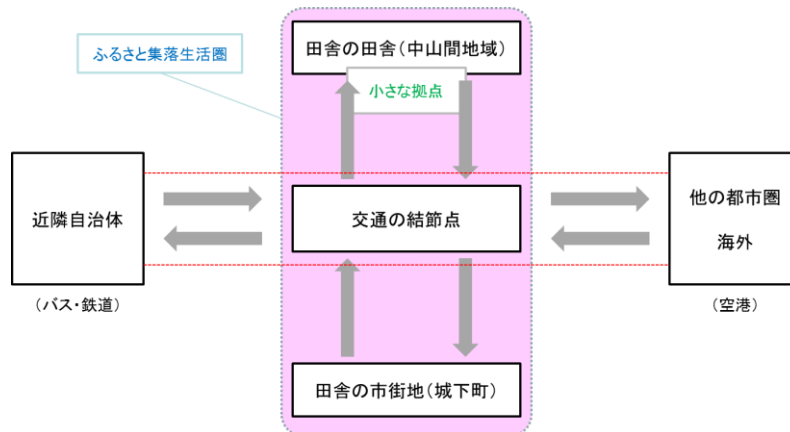 田舎の田舎(中山間地域)
ふるさと集落生活圏
小さな拠点
近隣自治体
交通の結節点
他の都市圏
海外
(バス・鉄道)
(空港)
田舎の市街地(城下町)